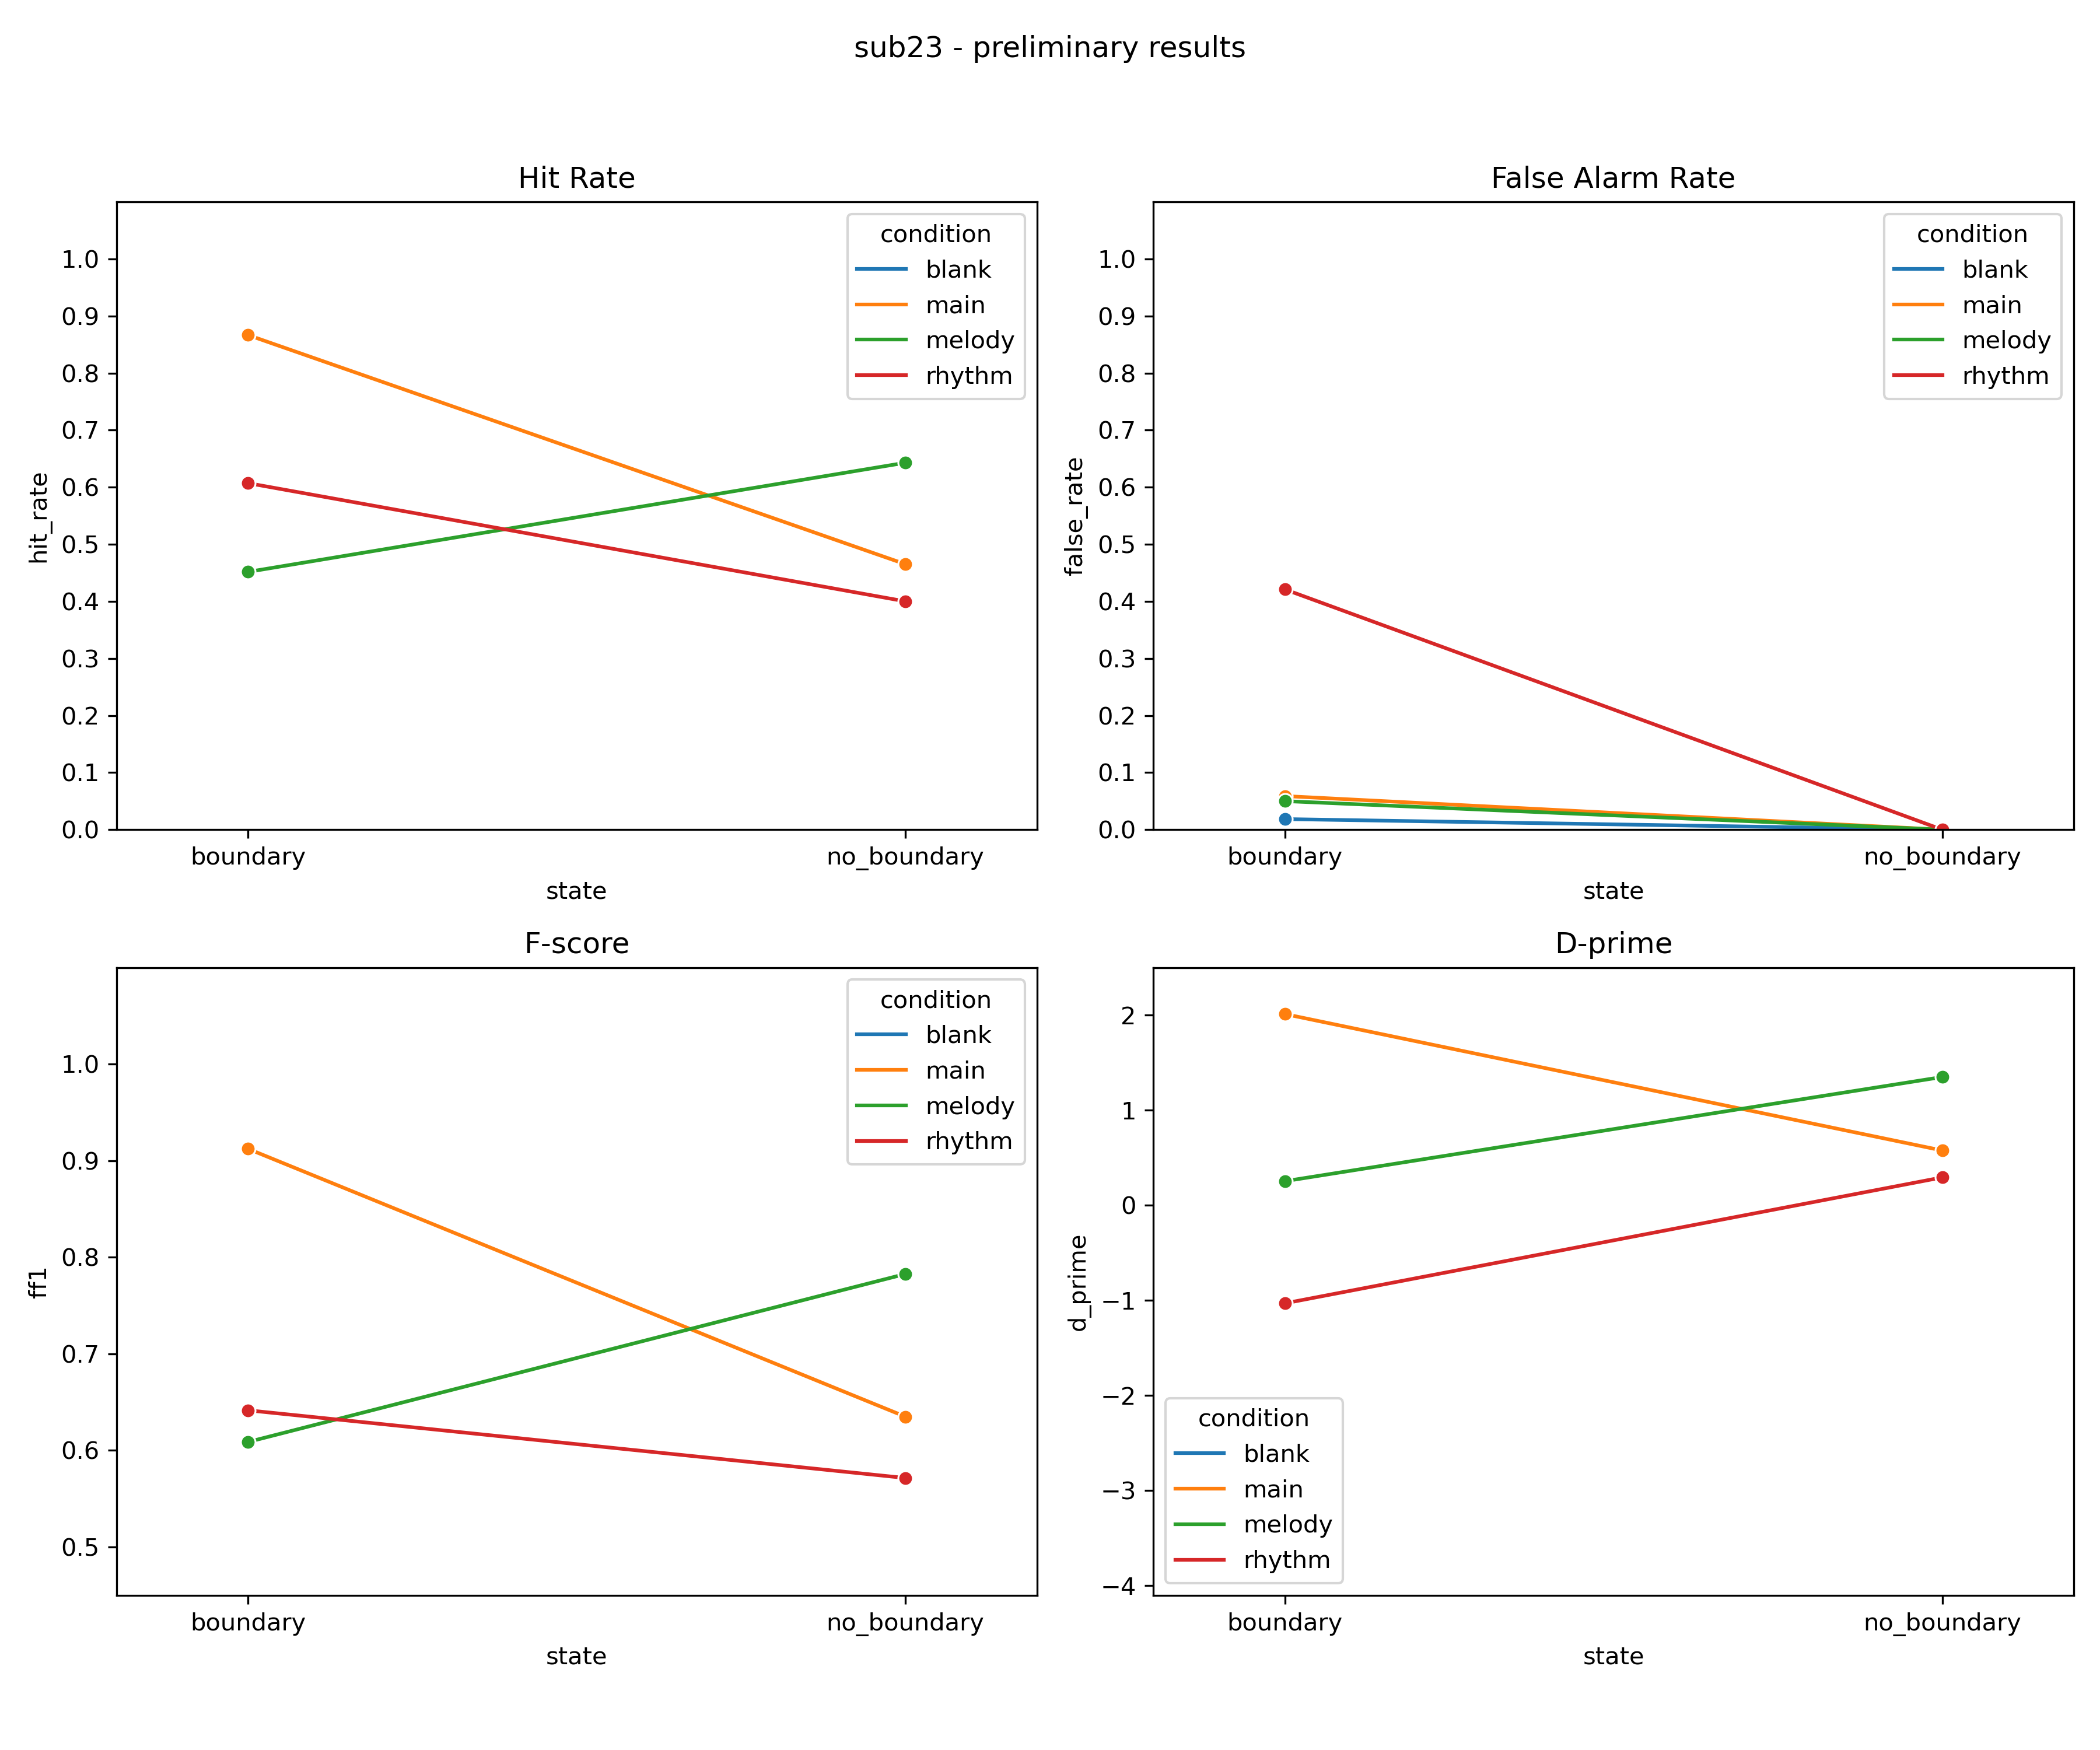 sub23 - preliminary results
Hit Rate
hit_rate
1.0
0.9
0.8
0.7
0.6
0.5
0.4
0.3
0.2
0.1
0.0
condition
blank
main
melody
rhythm
boundary
no_boundary
state
False Alarm Rate
false_rate
1.0
0.9
0.8
0.7
0.6
0.5
0.4
0.3
0.2
0.1
0.0
condition
blank
main
melody
rhythm
boundary
no_boundary
state
F-score
ff1
1.0
0.9
0.8
0.7
0.6
0.5
condition
blank
main
melody
rhythm
boundary
no_boundary
state
D-prime
d_prime
2
1
0
−1
−2
−3
−4
condition
blank
main
melody
rhythm
boundary
no_boundary
state